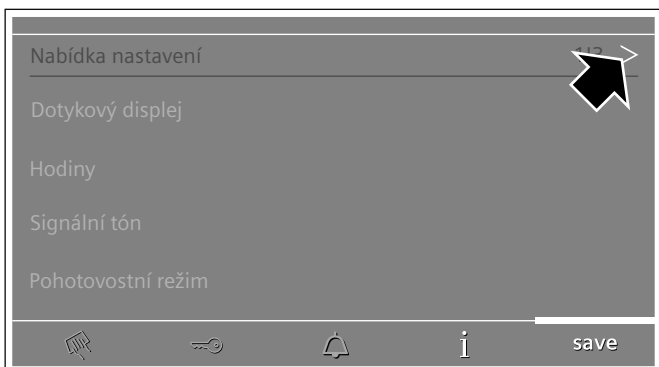 Nabídka nastavení
Dotykový displej
Hodiny
Signální tón
Pohotovostní režim
i save